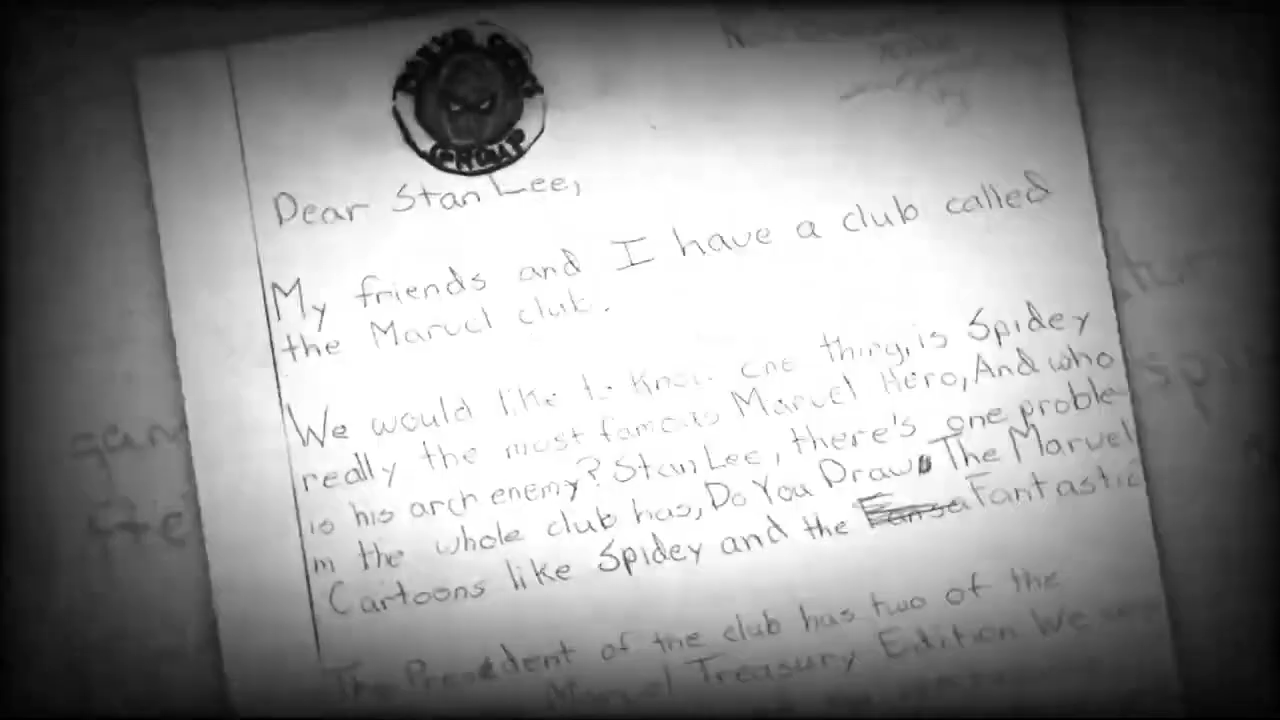 GROUP
Dear Stan Lee,
My friends and I have a club called
the Marvel club.
We would like to know one thing, is Spidey
really the most famous Marvel Hero, And who
is his arch enemy? Stan Lee, there's one proble
in the whole club has, Do You Draw The Marvel
Cartoons like Spidey and the Fantastic
The President of the club has two of the
Marvel Treasury Edition We